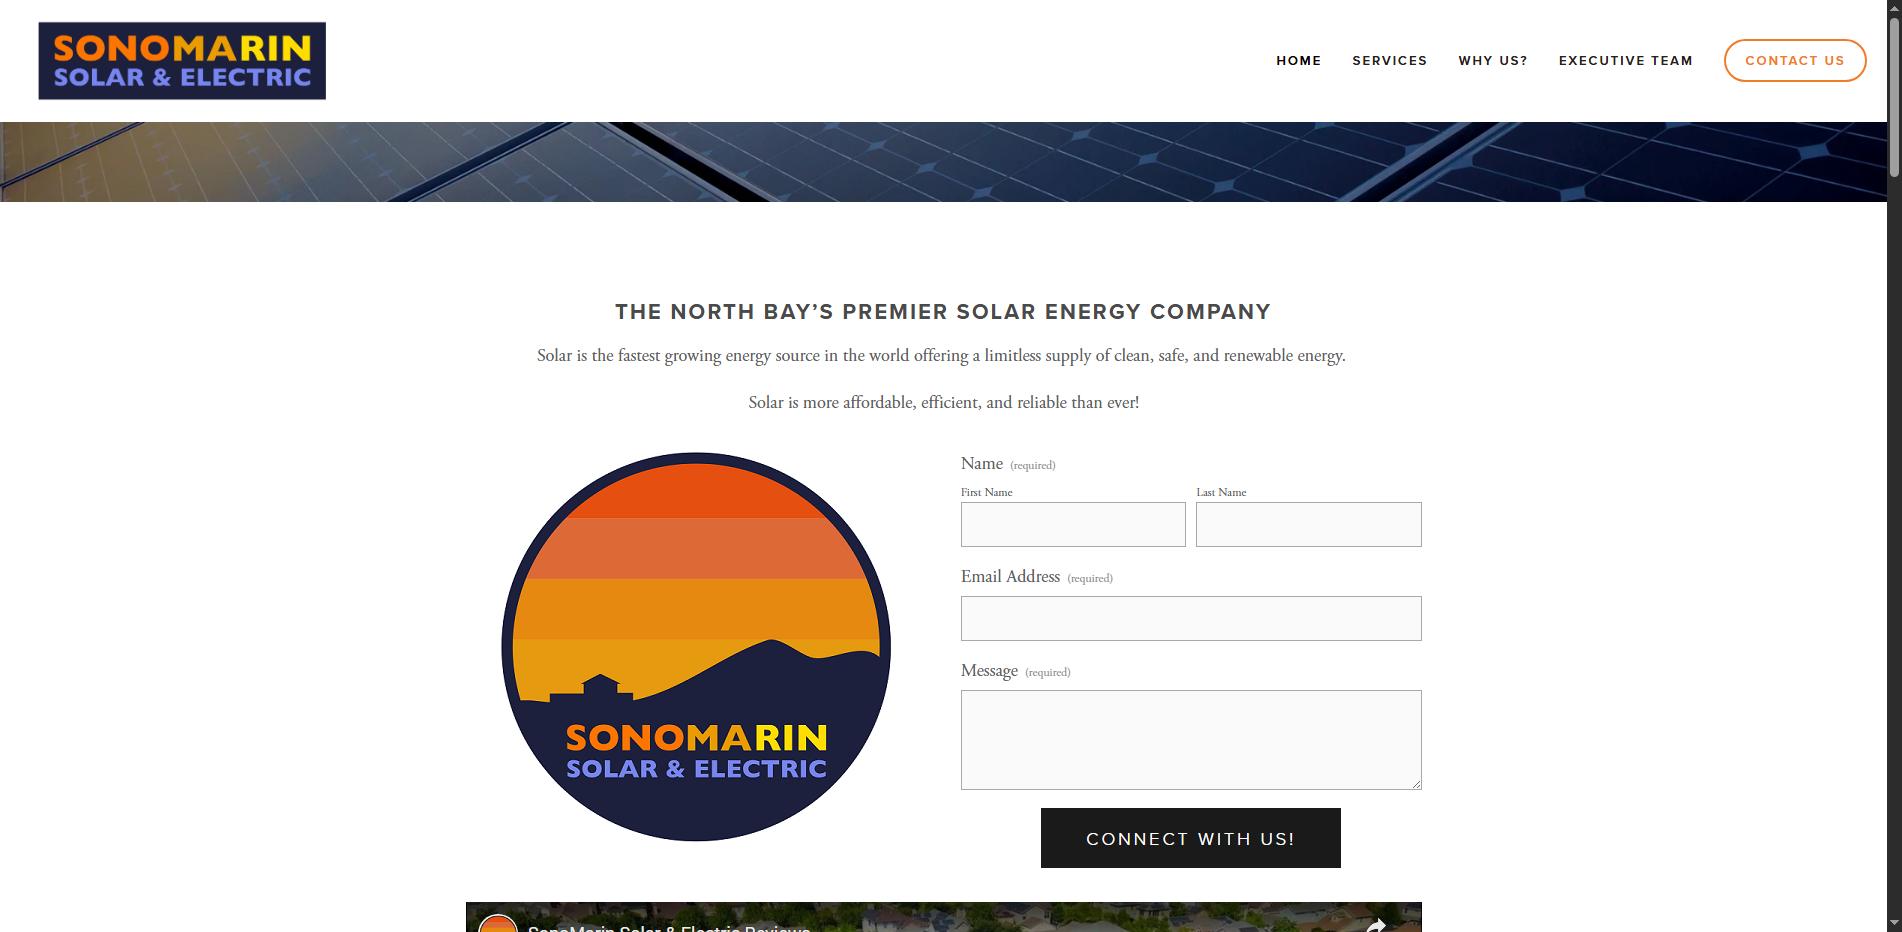 SONOMARIN
SOLAR & ELECTRIC
HOME SERVICES WHY US? EXECUTIVE TEAM CONTACT US
THE NORTH BAY’S PREMIER SOLAR ENERGY COMPANY
Solar is the fastest growing energy source in the world offering a limitless supply of clean, safe, and renewable energy.
Solar is more affordable, efficient, and reliable than ever!
SONOMARIN
SOLAR & ELECTRIC
Name (required)
First Name Last Name
Email Address (required)
Message (required)
CONNECT WITH US!
SonoMarin Solar & Electric Reviews